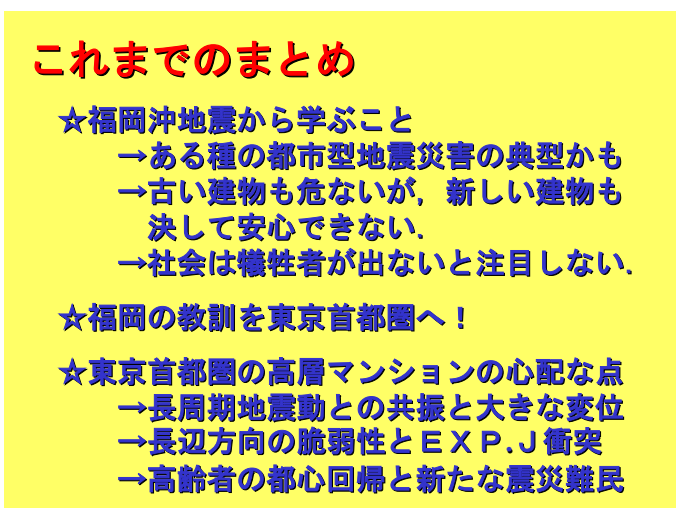 これまでのまとめ
☆福岡沖地震から学ぶこと
→ある種の都市型地震災害の典型かも
→古い建物も危ないが，新しい建物も
決して安心できない．
→社会は犠牲者が出ないと注目しない．
☆福岡の教訓を東京首都圏へ！
☆東京首都圏の高層マンションの心配な点
→長周期地震動との共振と大きな変位
→長辺方向の脆弱性とＥＸＰ．Ｊ衝突
→高齢者の都心回帰と新たな震災難民